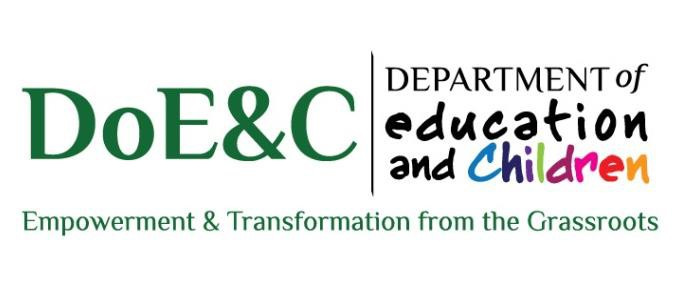 DoE&C
DEPARTMENT of
education
and Children
Empowerment & Transformation from the Grassroots